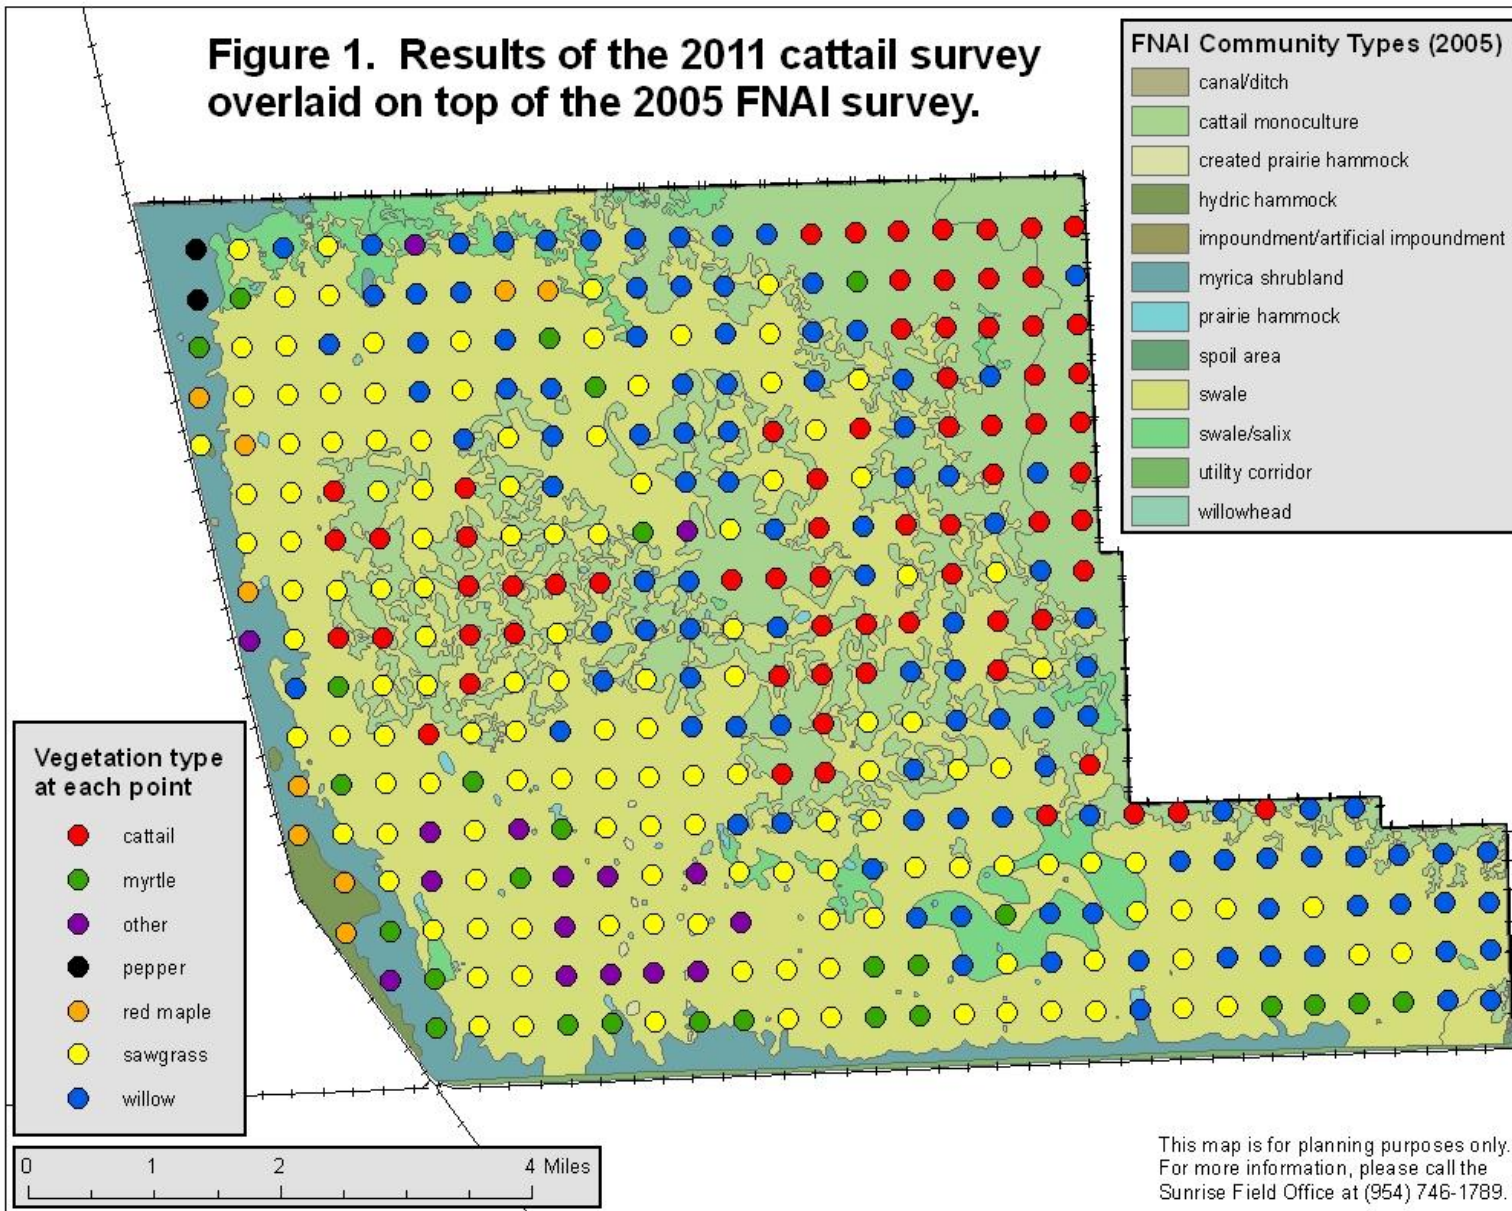 Figure 1.  Results of the 2011 cattail survey
overlaid on top of the 2005 FNAI survey.
FNAI Community Types (2005)
canal/ditch
cattail monoculture
created prairie hammock
hydric hammock
impoundment/artificial impoundment
myrica shrubland
prairie hammock
spoil area
swale
swale/salix
utility corridor
willowhead
Vegetation type
at each point
cattail
myrtle
other
pepper
red maple
sawgrass
willow
0 1 2 4 Miles
This map is for planning purposes only.
For more information, please call the
Sunrise Field Office at (954) 746-1789.